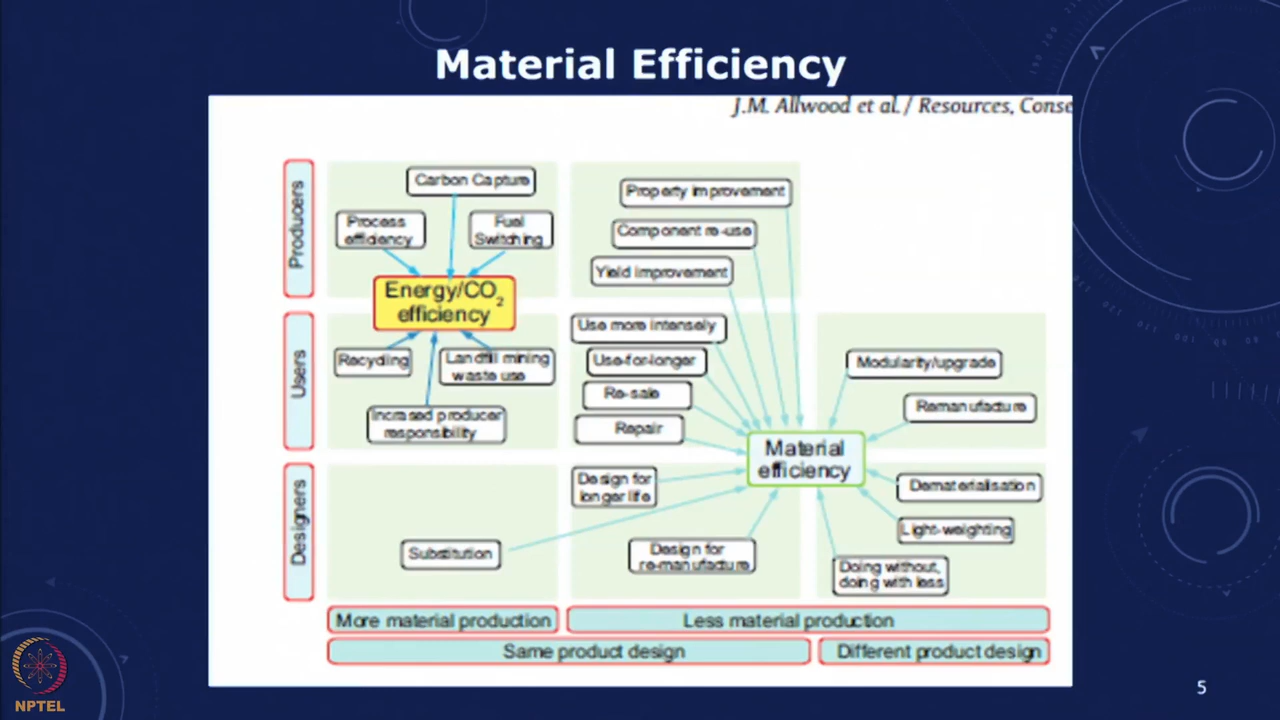 Material Efficiency
J.M. Allwood et al. / Resources, Conse
Producers
Carbon Capture
Process
efficiency
Fuel
Switching
Energy/CO2
efficiency
Property improvement
Component re-use
Yield improvement
Users
Recycling
Landfill mining
waste use
Incrased producer
responsibility
Use more intensely
Use-for-longer
Re-sale
Repair
Modularity/upgrade
Remanufacture
Material
efficiency
Designers
Substitution
Design for
longer life
Design for
re-manufacture
Dematerialisation
Light-weighting
Doing without,
doing with less
More material production
Less material production
Same product design
Different product design
NPTEL
5